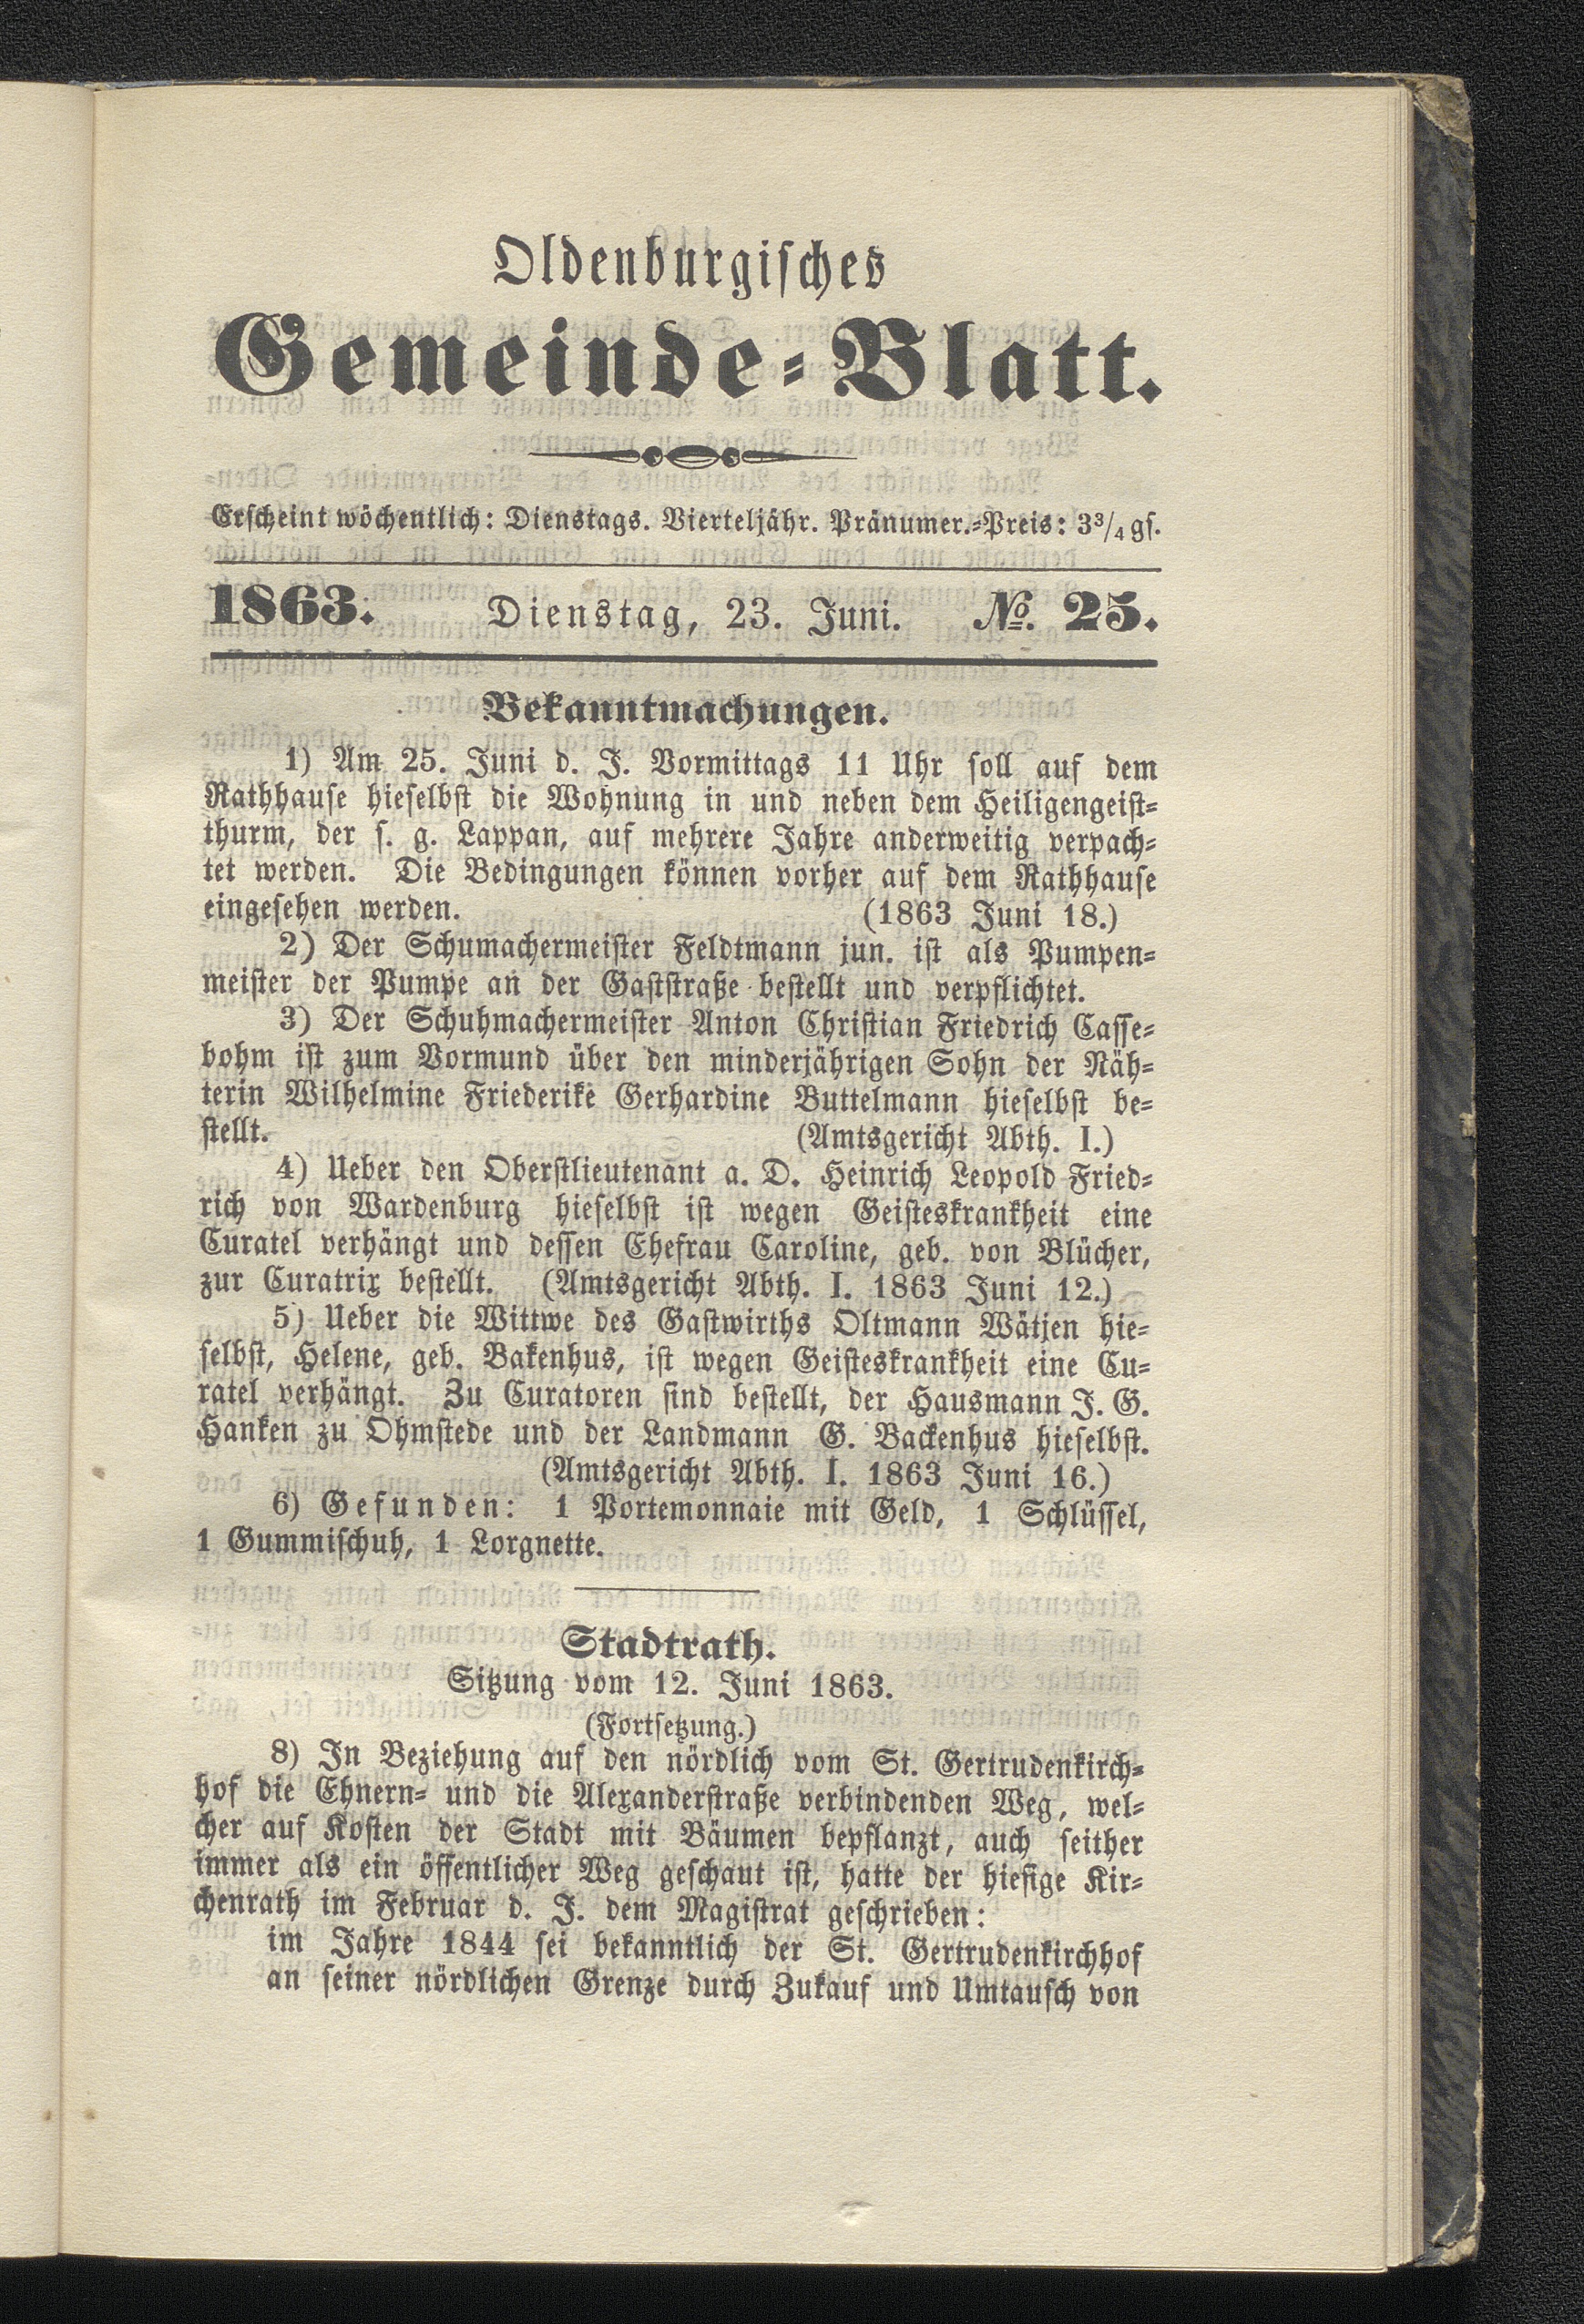 Oldenburgisches
Gemeinde-Blatt.
Erscheint wöchentlich: Dienstags. Vierteljähr. Pränumer.-Preis: 3¾ gſ.
1863. Dienstag, 23. Juni. №. 25.
Bekanntmachungen.
1) Am 25. Juni d. J. Vormittags 11 Uhr ſoll auf dem
Rathhauſe hieſelbſt die Wohnung in und neben dem Heiligengeiſt-
thurm, der ſ. g. Lappan, auf mehrere Jahre anderweitig verpach-
tet werden. Die Bedingungen können vorher auf dem Rathhauſe
eingeſehen werden. (1863 Juni 18.)
2) Der Schumachermeiſter Feldtmann jun. iſt als Pumpen-
meiſter der Pumpe an der Gaſtſtraße beſtellt und verpflichtet.
3) Der Schuhmachermeiſter Anton Chriſtian Friedrich Caſſe-
bohm iſt zum Vormund über den minderjährigen Sohn der Näh-
terin Wilhelmine Friederike Gerhardine Buttelmann hieſelbſt be-
ſtellt. (Amtsgericht Abth. I.)
4) Ueber den Oberſtlieutenant a. D. Heinrich Leopold Fried-
rich von Wardenburg hieſelbſt iſt wegen Geiſteskrankheit eine
Curatel verhängt und deſſen Ehefrau Caroline, geb. von Blücher,
zur Curatrix beſtellt. (Amtsgericht Abth. I. 1863 Juni 12.)
5) Ueber die Wittwe des Gaſtwirths Oltmann Wätjen hie-
ſelbſt, Helene, geb. Bakenhus, iſt wegen Geiſteskrankheit eine Cu-
ratel verhängt. Zu Curatoren ſind beſtellt, der Hausmann J. G.
Hanken zu Ohmſtede und der Landmann G. Backenhus hieſelbſt.
(Amtsgericht Abth. I. 1863 Juni 16.)
6) Gefunden: 1 Portemonnaie mit Geld, 1 Schlüſſel,
1 Gummiſchuh, 1 Lorgnette.
Stadtrath.
Sitzung vom 12. Juni 1863.
(Fortſetzung.)
8) In Beziehung auf den nördlich vom St. Gertrudenkirch-
hof die Ehnern- und die Alexanderſtraße verbindenden Weg, wel-
cher auf Koſten der Stadt mit Bäumen bepflanzt, auch ſeither
immer als ein öffentlicher Weg geſchaut iſt, hatte der hieſige Kir-
chenrath im Februar d. J. dem Magiſtrat geſchrieben:
im Jahre 1844 ſei bekanntlich der St. Gertrudenkirchhof
an ſeiner nördlichen Grenze durch Zukauf und Umtauſch von